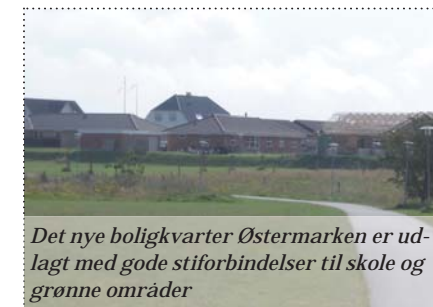 Det nye boligkvarter Østermarken er ud-
lagt med gode stiforbindelser til skole og
grønne områder